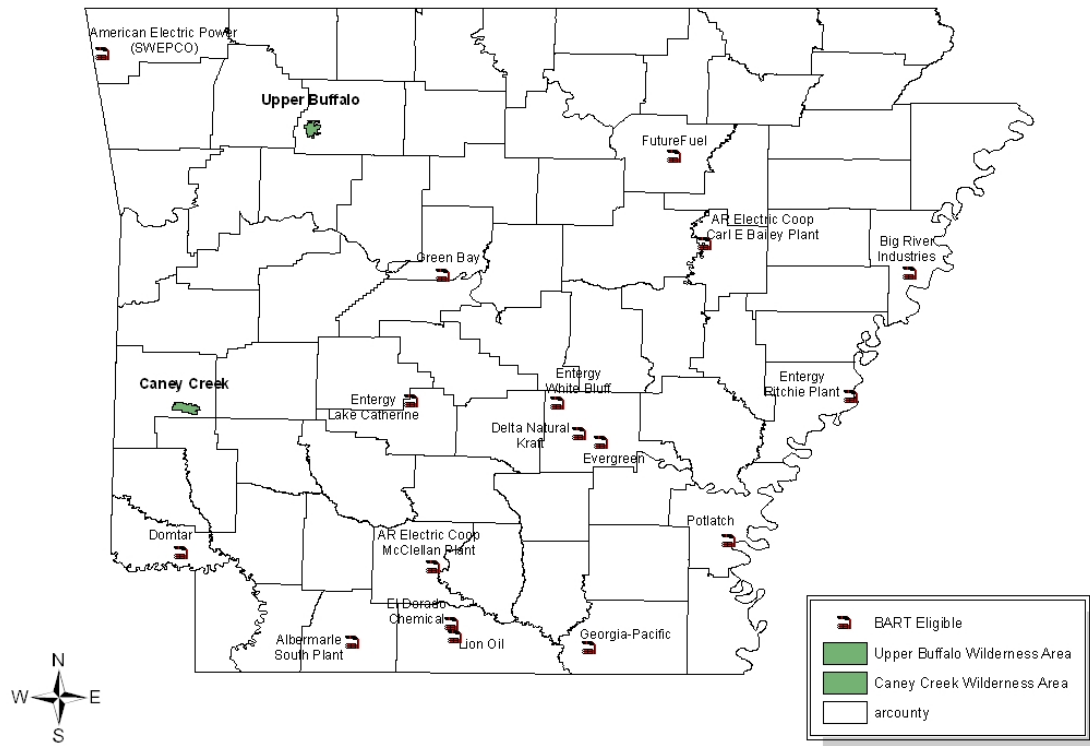 American Electric Power
(SWEPCO)
Upper Buffalo
FutureFuel
AR Electric Coop
Carl E Bailey Plant
Big River
Industries
Green Bay
Caney Creek
Entergy
Lake Catherine
Entergy
White Bluff
Entergy
Ritchie Plant
Delta Natural
Kraft
Evergreen
Domtar
AR Electric Coop
McClellan Plant
Potlatch
El Dorado
Chemical
Lion Oil
Albermarle
South Plant
Georgia-Pacific
N
W
E
S
BART Eligible
Upper Buffalo Wilderness Area
Caney Creek Wilderness Area
arcounty